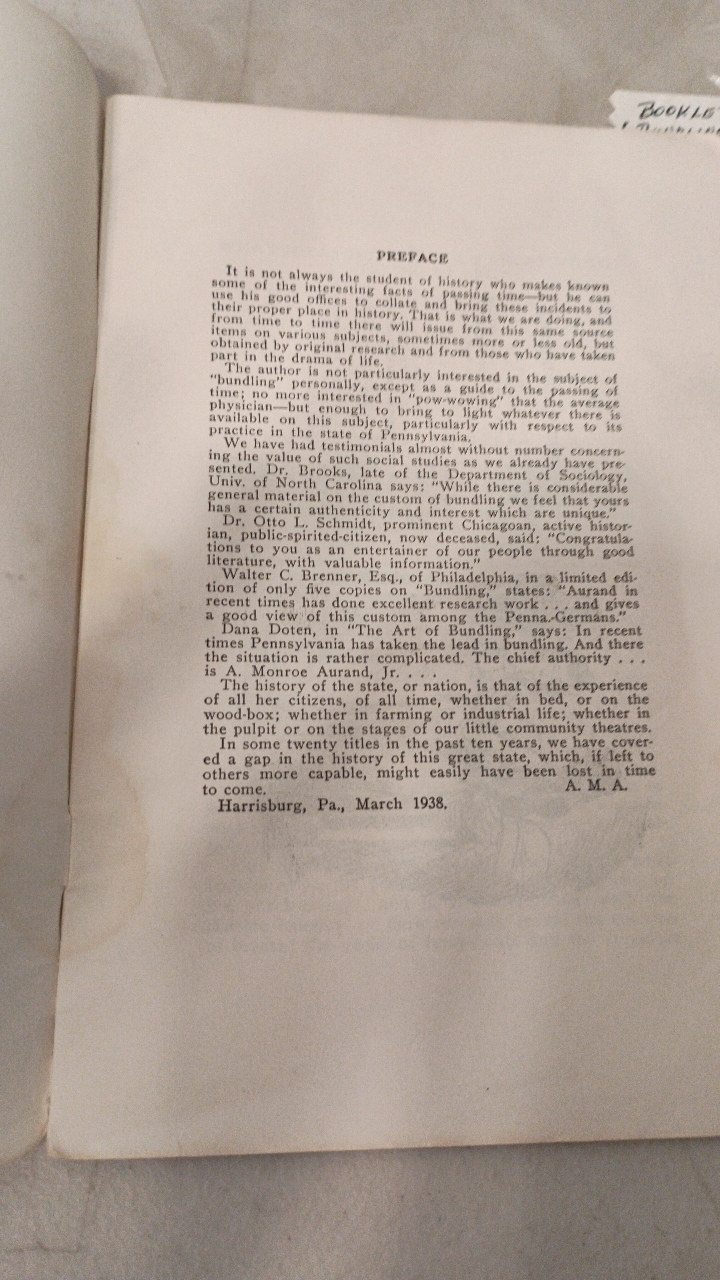 BOOKLE
PREFACE
It is not always the student of history who makes known
some of the interesting facts of passing time—but he can
use his good offices to collate and bring these incidents to
their proper place in history. That is what we are doing, and
from time to time there will issue from this same source
items on various subjects, sometimes more or less old, but
obtained by original research and from those who have taken
part in the drama of life.
The author is not particularly interested in the subject of
"bundling" personally, except as a guide to the passing of
time; no more interested in "pow-wowing" that the average
physician—but enough to bring to light whatever there is
available on this subject, particularly with respect to its
practice in the state of Pennsylvania.
We have had testimonials almost without number concern-
ing the value of such social studies as we already have pre-
sented. Dr. Brooks, late of the Department of Sociology,
Univ. of North Carolina says: "While there is considerable
general material on the custom of bundling we feel that yours
has a certain authenticity and interest which are unique."
Dr. Otto L. Schmidt, prominent Chicagoan, active histor-
ian, public-spirited-citizen, now deceased, said: "Congratula-
tions to you as an entertainer of our people through good
literature, with valuable information."
Walter C. Brenner, Esq., of Philadelphia, in a limited edi-
tion of only five copies on "Bundling," states: "Aurand in
recent times has done excellent research work . . . and gives
a good view of this custom among the Penna.-Germans."
Dana Doten, in "The Art of Bundling," says: In recent
times Pennsylvania has taken the lead in bundling. And there
the situation is rather complicated. The chief authority . . .
is A. Monroe Aurand, Jr. . . .
The history of the state, or nation, is that of the experience
of all her citizens, of all time, whether in bed, or on the
wood-box; whether in farming or industrial life; whether in
the pulpit or on the stages of our little community theatres.
In some twenty titles in the past ten years, we have cover-
ed a gap in the history of this great state, which, if left to
others more capable, might easily have been lost in time
to come. A. M. A.
Harrisburg, Pa., March 1938.